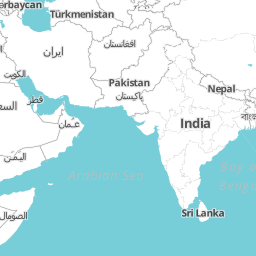 erbaycan
Türkmenistan
ایران
افغانستان
الكويت
Pakistan
پاکستان
Nepal
قطر
السع
عمان
India
বাং
اليمن
Arabian Sea
Bay of
Bengal
الصومال
Sri Lanka